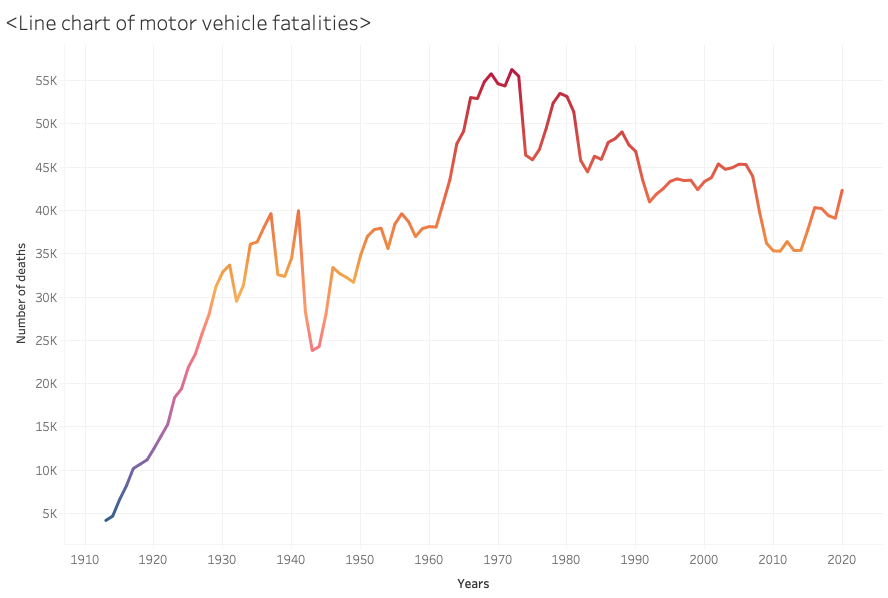 <Line chart of motor vehicle fatalities>
55K
50K
45K
40K
35K
30K
25K
20K
15K
10K
5K
Number of deaths
1910 1920 1930 1940 1950 1960 1970 1980 1990 2000 2010 2020
Years